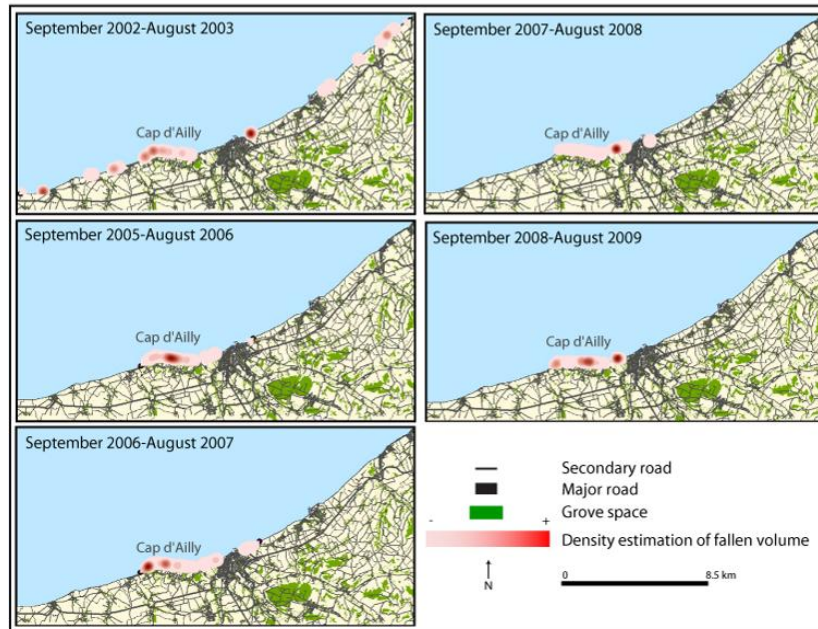 September 2002-August 2003
Cap d'Ailly
September 2007-August 2008
Cap d'Ailly
September 2005-August 2006
Cap d'Ailly
September 2008-August 2009
Cap d'Ailly
September 2006-August 2007
Cap d'Ailly
Secondary road
Major road
Grove space
- +
Density estimation of fallen volume
N
0 8.5 km